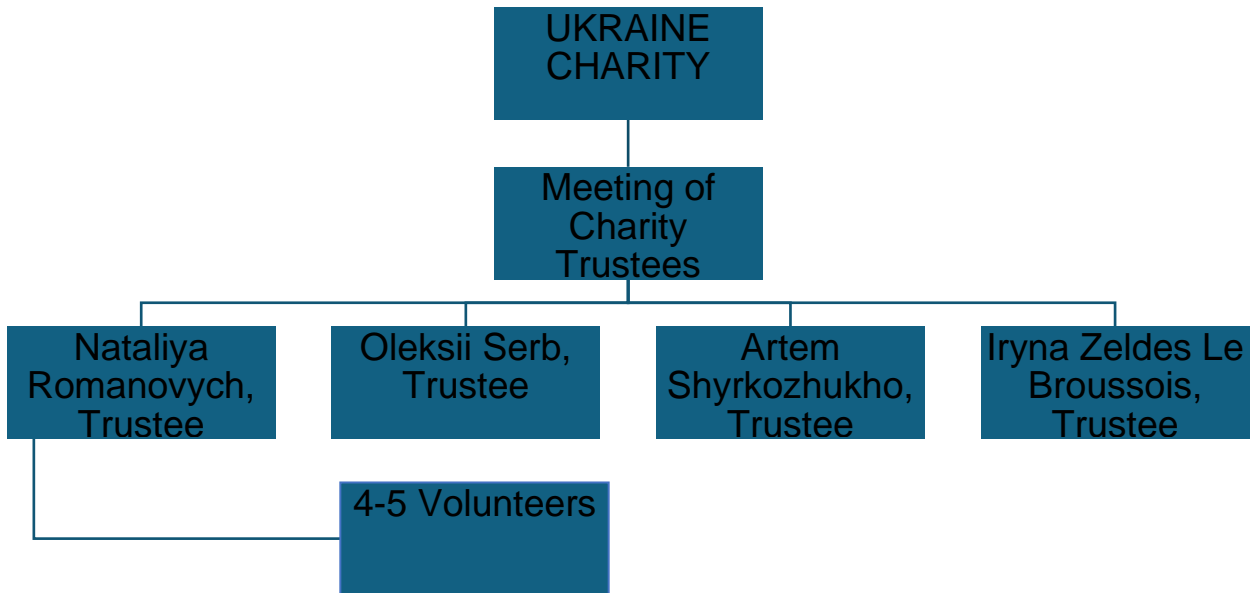 UKRAINE
CHARITY
Meeting of
Charity
Trustees
Nataliya
Romanovych,
Trustee
Oleksii Serb,
Trustee
Artem
Shyrkozhukho,
Trustee
Iryna Zeldes Le
Broussois,
Trustee
4-5 Volunteers